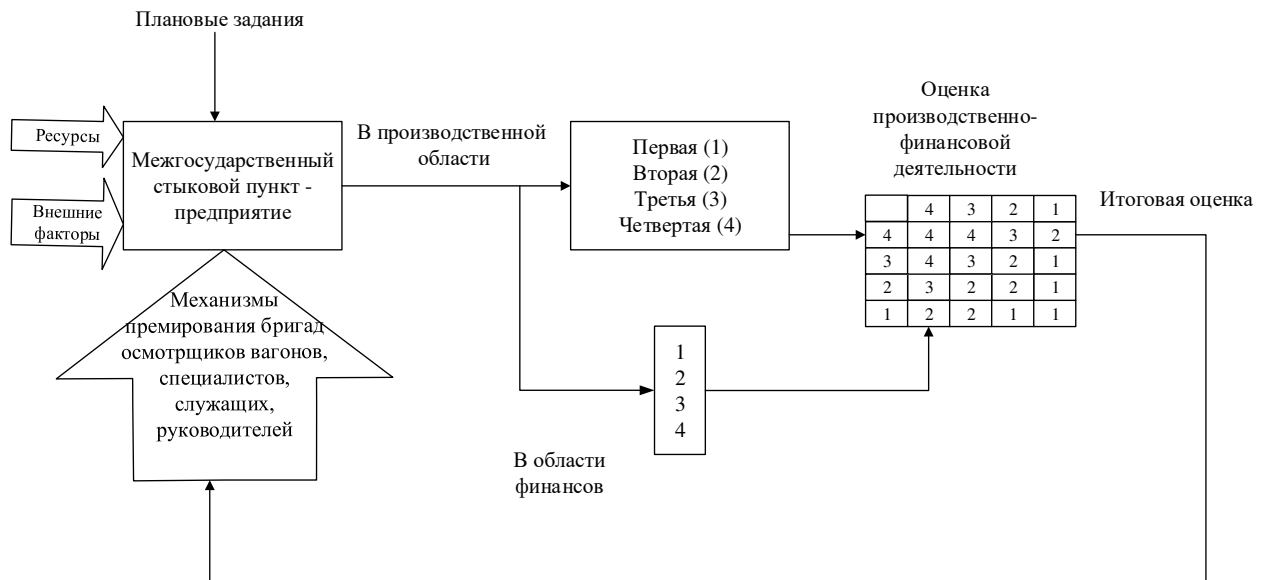 Плановые задания
Ресурсы
Внешние
факторы
Межгосударственный
стыковой пункт -
предприятие
Механизмы
премирования бригад
осмотрщиков вагонов,
специалистов,
служащих,
руководителей
В производственной
области
Первая (1)
Вторая (2)
Третья (3)
Четвертая (4)
В области
финансов
1
2
3
4
Оценка
производственно-
финансовой
деятельности
4 3 2 1
4 4 4 3 2
3 4 3 2 1
2 3 2 2 1
1 2 2 1 1
Итоговая оценка